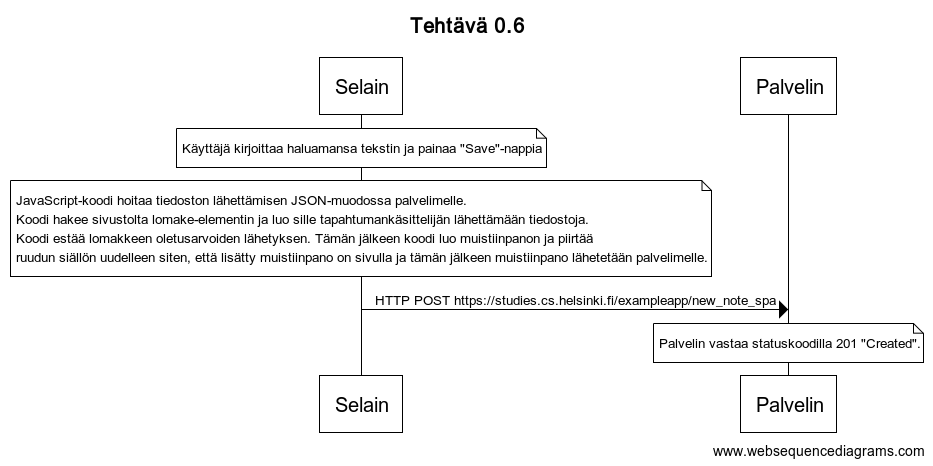 Tehtävä 0.6
Selain
Palvelin
Käyttäjä kirjoittaa haluamansa tekstin ja painaa "Save"-nappia
JavaScript-koodi hoitaa tiedoston lähettämisen JSON-muodossa palvelimelle.
Koodi hakee sivustolta lomake-elementin ja luo sille tapahtumankäsittelijän lähettämään tiedostoja.
Koodi estää lomakkeen oletusarvoiden lähetyksen. Tämän jälkeen koodi luo muistiinpanon ja piirtää
ruudun siällön uudelleen siten, että lisätty muistiinpano on sivulla ja tämän jälkeen muistiinpano lähetetään palvelimelle.
HTTP POST https://studies.cs.helsinki.fi/exampleapp/new_note_spa
Palvelin vastaa statuskoodilla 201 "Created".
Selain
Palvelin
www.websequencediagrams.com